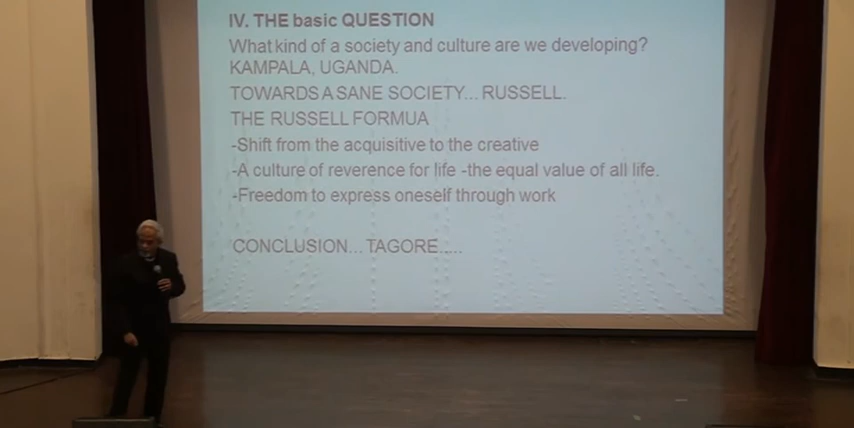 IV. THE basic QUESTION
What kind of a society and culture are we developing?
KAMPALA, UGANDA.
TOWARDS A SANE SOCIETY... RUSSELL.
THE RUSSELL FORMUA
-Shift from the acquisitive to the creative
-A culture of reverence for life -the equal value of all life.
-Freedom to express oneself through work
CONCLUSION... TAGORE.....